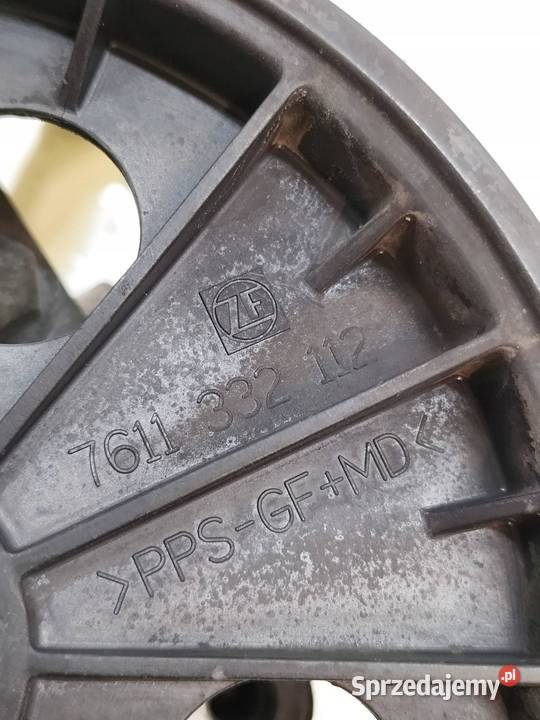 ZF
7611 332 112
>PPS-GF+MD<
Sprzedajemy.pl